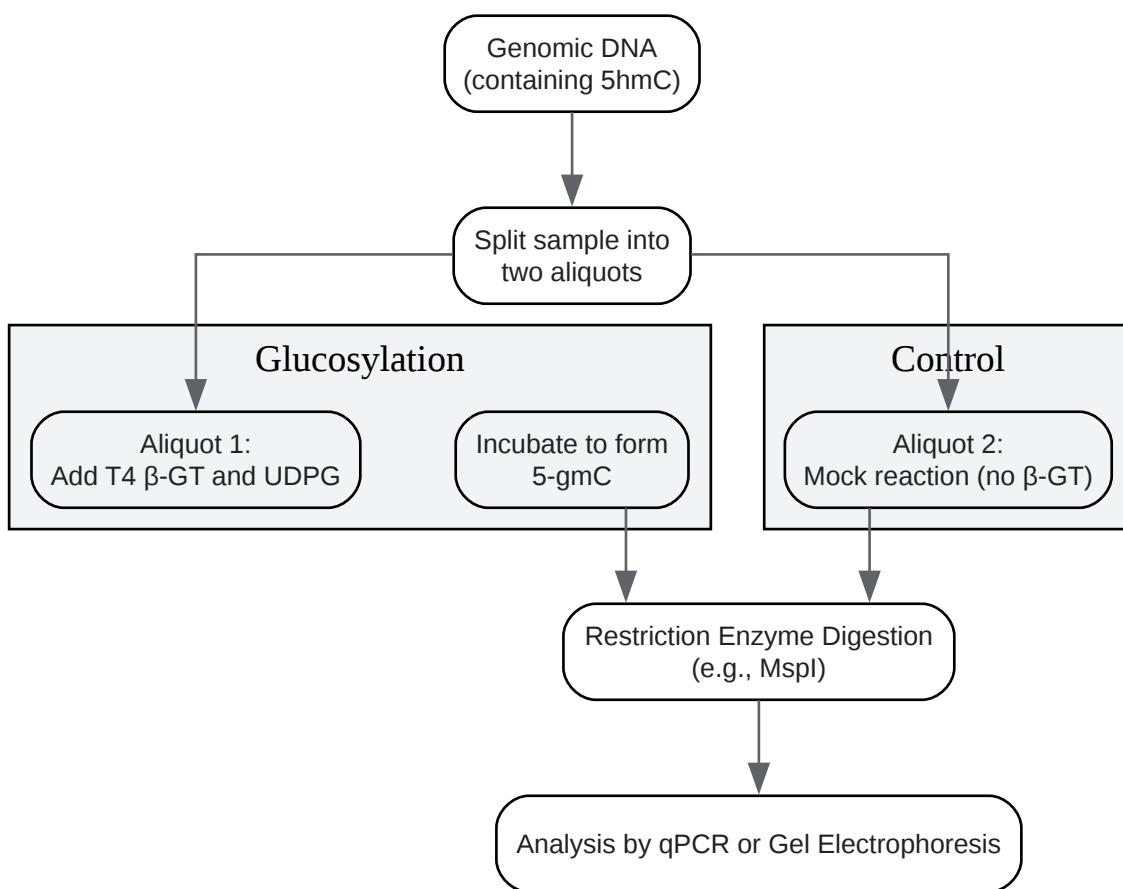 Genomic DNA
(containing 5hmC)
Split sample into
two aliquots
Glucosylation
Control
Aliquot 1:
Add T4 β-GT and UDPG
Incubate to form
5-gmC
Aliquot 2:
Mock reaction (no β-GT)
Restriction Enzyme Digestion
(e.g., MspI)
Analysis by qPCR or Gel Electrophoresis